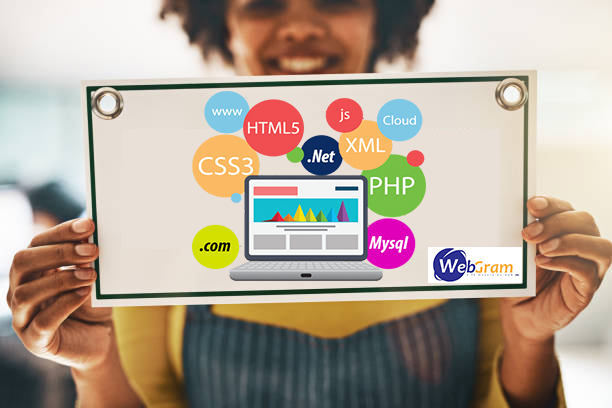 www
HTML5
js
Cloud
CSS3
.Net
XML
PHP
.com
Mysql
WebGram